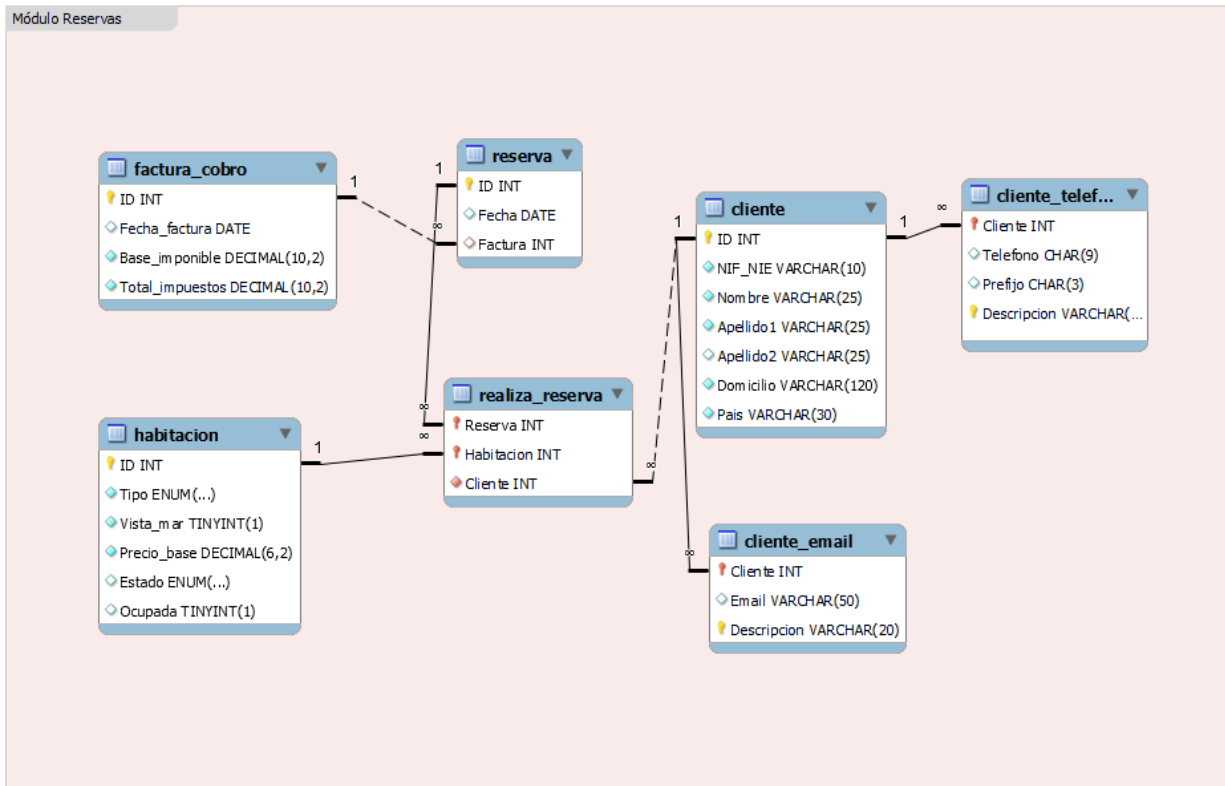 Módulo Reservas
factura_cobro
ID INT
Fecha_factura DATE
Base_imponible DECIMAL(10,2)
Total_impuestos DECIMAL(10,2)
1
1
reserva
ID INT
Fecha DATE
∞
Factura INT
cliente
1
ID INT
NIF_NIE VARCHAR(10)
Nombre VARCHAR(25)
Apellido1 VARCHAR(25)
Apellido2 VARCHAR(25)
Domicilio VARCHAR(120)
Pais VARCHAR(30)
1
∞
cliente_telef...
Cliente INT
Telefono CHAR(9)
Prefijo CHAR(3)
Descripcion VARCHAR(...
habitacion
ID INT
Tipo ENUM(...)
Vista_mar TINYINT(1)
Precio_base DECIMAL(6,2)
Estado ENUM(...)
Ocupada TINYINT(1)
1
∞
∞
realiza_reserva
Reserva INT
Habitacion INT
Cliente INT
∞
∞
cliente_email
Cliente INT
Email VARCHAR(50)
Descripcion VARCHAR(20)